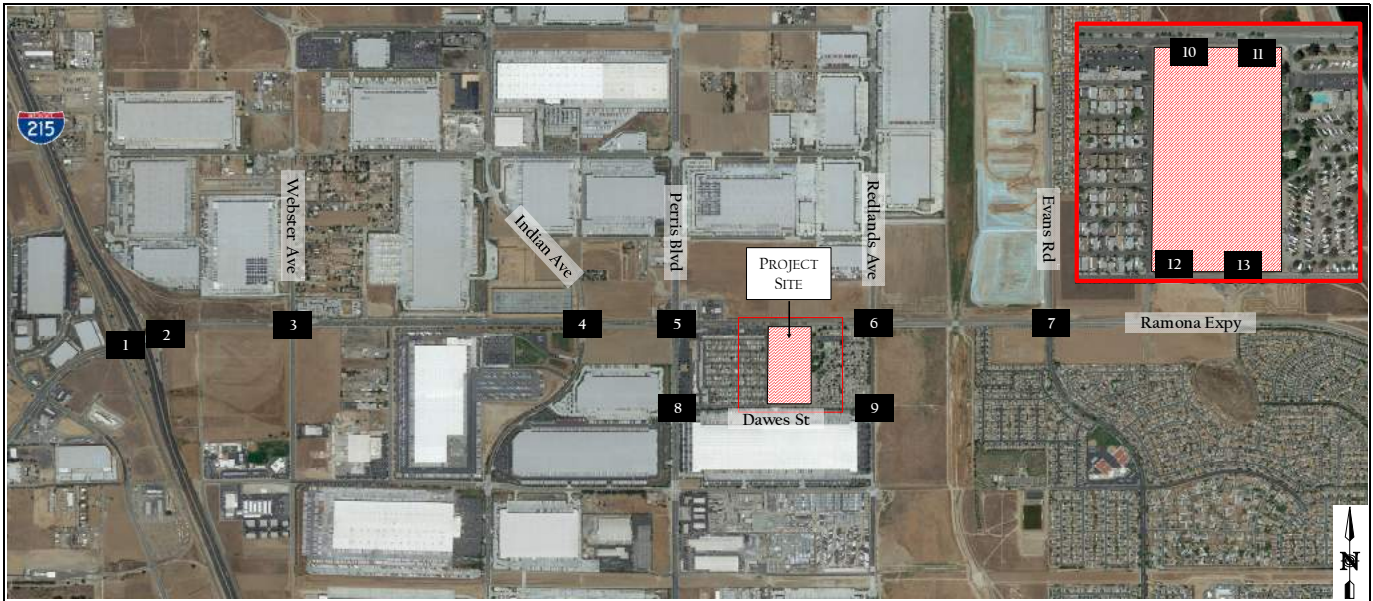 10
11
INTERSTATE
215
Webster Ave
Indian Ave
Perris Blvd
Redlands Ave
Evans Rd
PROJECT
SITE
12
13
1
2
3
4
5
6
7
Ramona Expy
8
9
Dawes St
N